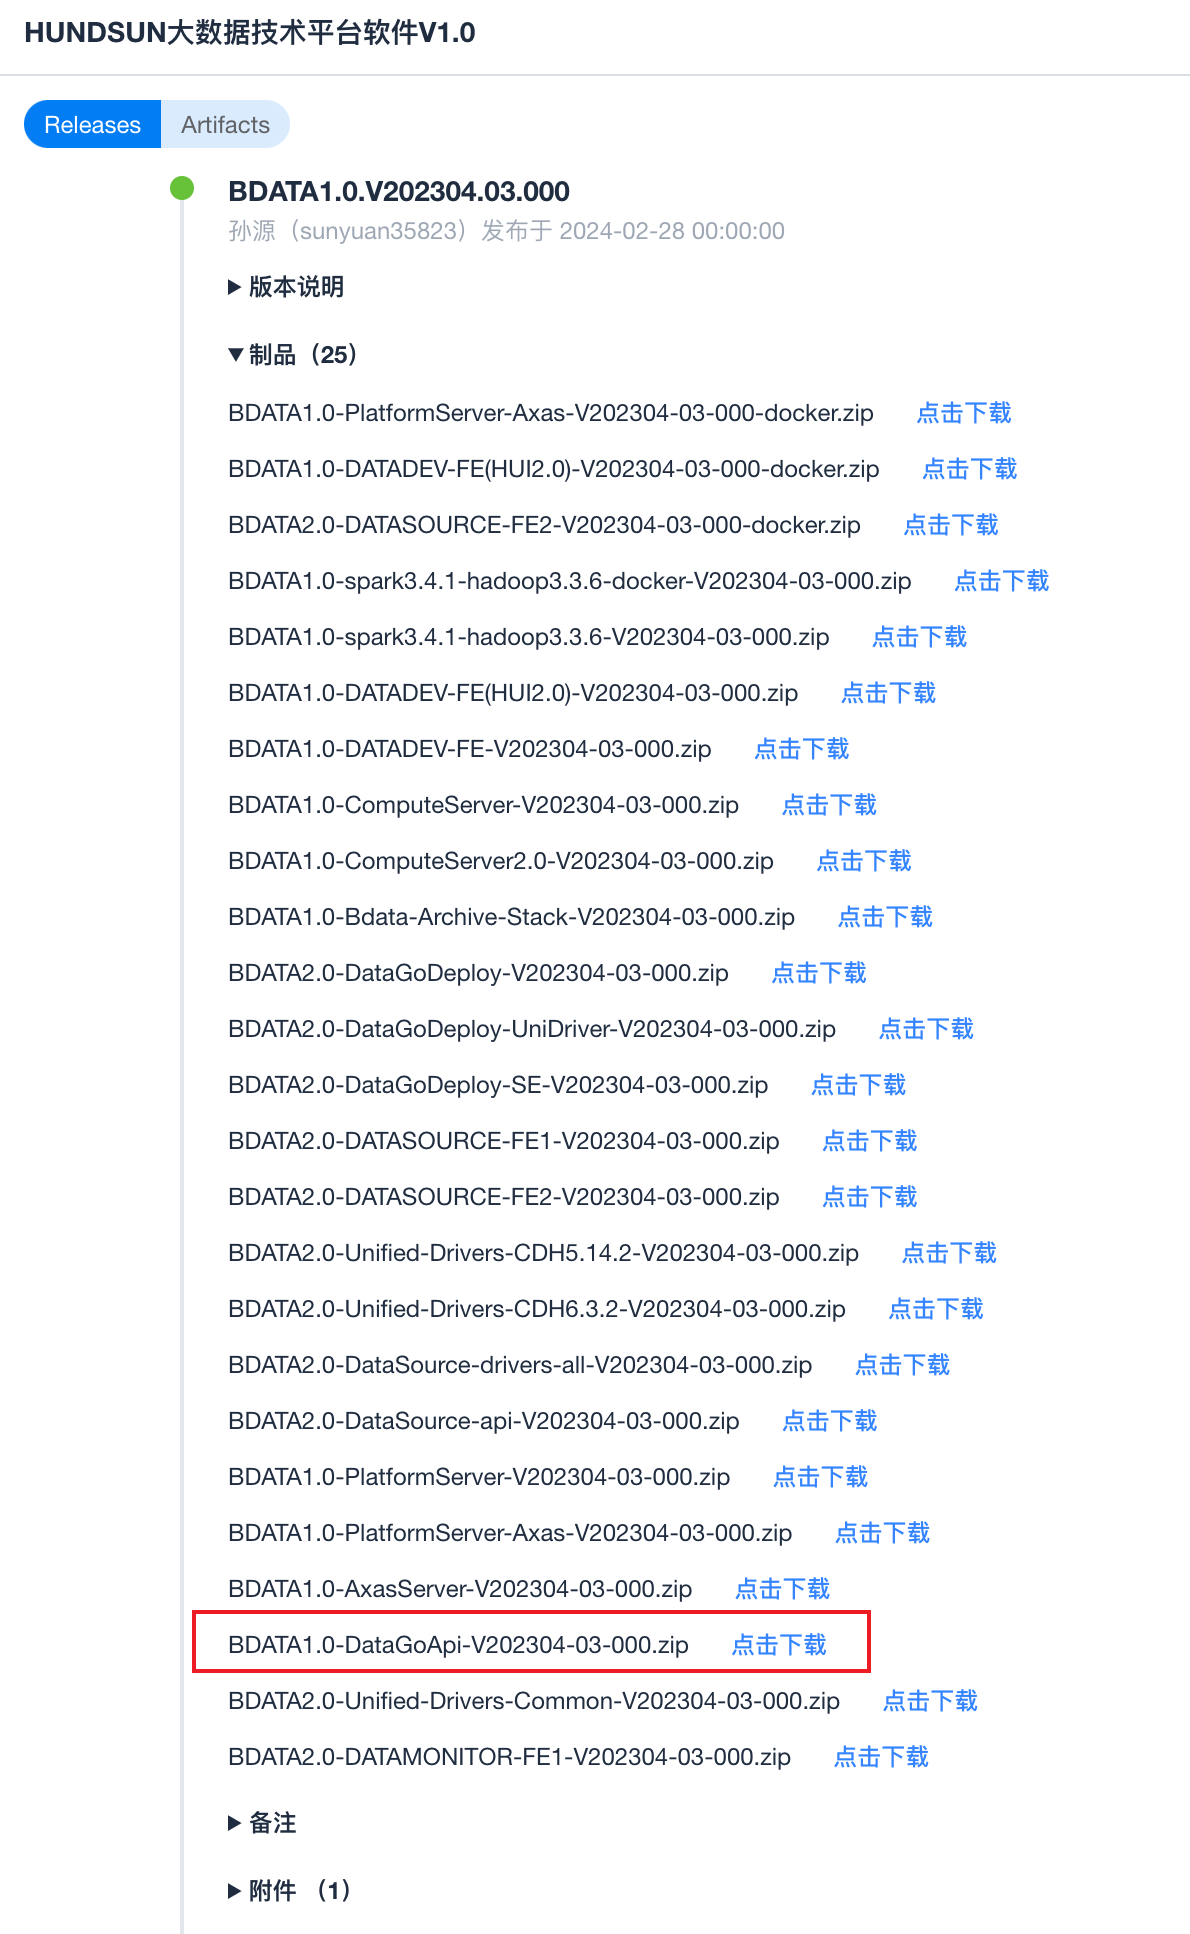 HUNDSUN大数据技术平台软件V1.0
Releases Artifacts
BDATA1.0.V202304.03.000
孙源（sunyuan35823）发布于 2024-02-28 00:00:00
▶ 版本说明
▼ 制品（25）
BDATA1.0-PlatformServer-Axas-V202304-03-000-docker.zip 点击下载
BDATA1.0-DATADEV-FE(HUI2.0)-V202304-03-000-docker.zip 点击下载
BDATA2.0-DATASOURCE-FE2-V202304-03-000-docker.zip 点击下载
BDATA1.0-spark3.4.1-hadoop3.3.6-docker-V202304-03-000.zip 点击下载
BDATA1.0-spark3.4.1-hadoop3.3.6-V202304-03-000.zip 点击下载
BDATA1.0-DATADEV-FE(HUI2.0)-V202304-03-000.zip 点击下载
BDATA1.0-DATADEV-FE-V202304-03-000.zip 点击下载
BDATA1.0-ComputeServer-V202304-03-000.zip 点击下载
BDATA1.0-ComputeServer2.0-V202304-03-000.zip 点击下载
BDATA1.0-Bdata-Archive-Stack-V202304-03-000.zip 点击下载
BDATA2.0-DataGoDeploy-V202304-03-000.zip 点击下载
BDATA2.0-DataGoDeploy-UniDriver-V202304-03-000.zip 点击下载
BDATA2.0-DataGoDeploy-SE-V202304-03-000.zip 点击下载
BDATA2.0-DATASOURCE-FE1-V202304-03-000.zip 点击下载
BDATA2.0-DATASOURCE-FE2-V202304-03-000.zip 点击下载
BDATA2.0-Unified-Drivers-CDH5.14.2-V202304-03-000.zip 点击下载
BDATA2.0-Unified-Drivers-CDH6.3.2-V202304-03-000.zip 点击下载
BDATA2.0-DataSource-drivers-all-V202304-03-000.zip 点击下载
BDATA2.0-DataSource-api-V202304-03-000.zip 点击下载
BDATA1.0-PlatformServer-V202304-03-000.zip 点击下载
BDATA1.0-PlatformServer-Axas-V202304-03-000.zip 点击下载
BDATA1.0-AxasServer-V202304-03-000.zip 点击下载
BDATA1.0-DataGoApi-V202304-03-000.zip 点击下载
BDATA2.0-Unified-Drivers-Common-V202304-03-000.zip 点击下载
BDATA2.0-DATAMONITOR-FE1-V202304-03-000.zip 点击下载
▶ 备注
▶ 附件 （1）